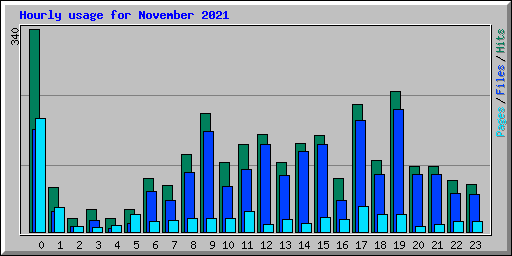 Hourly usage for November 2021
340
Pages/Files/Hits
0 1 2 3 4 5 6 7 8 9 10 11 12 13 14 15 16 17 18 19 20 21 22 23